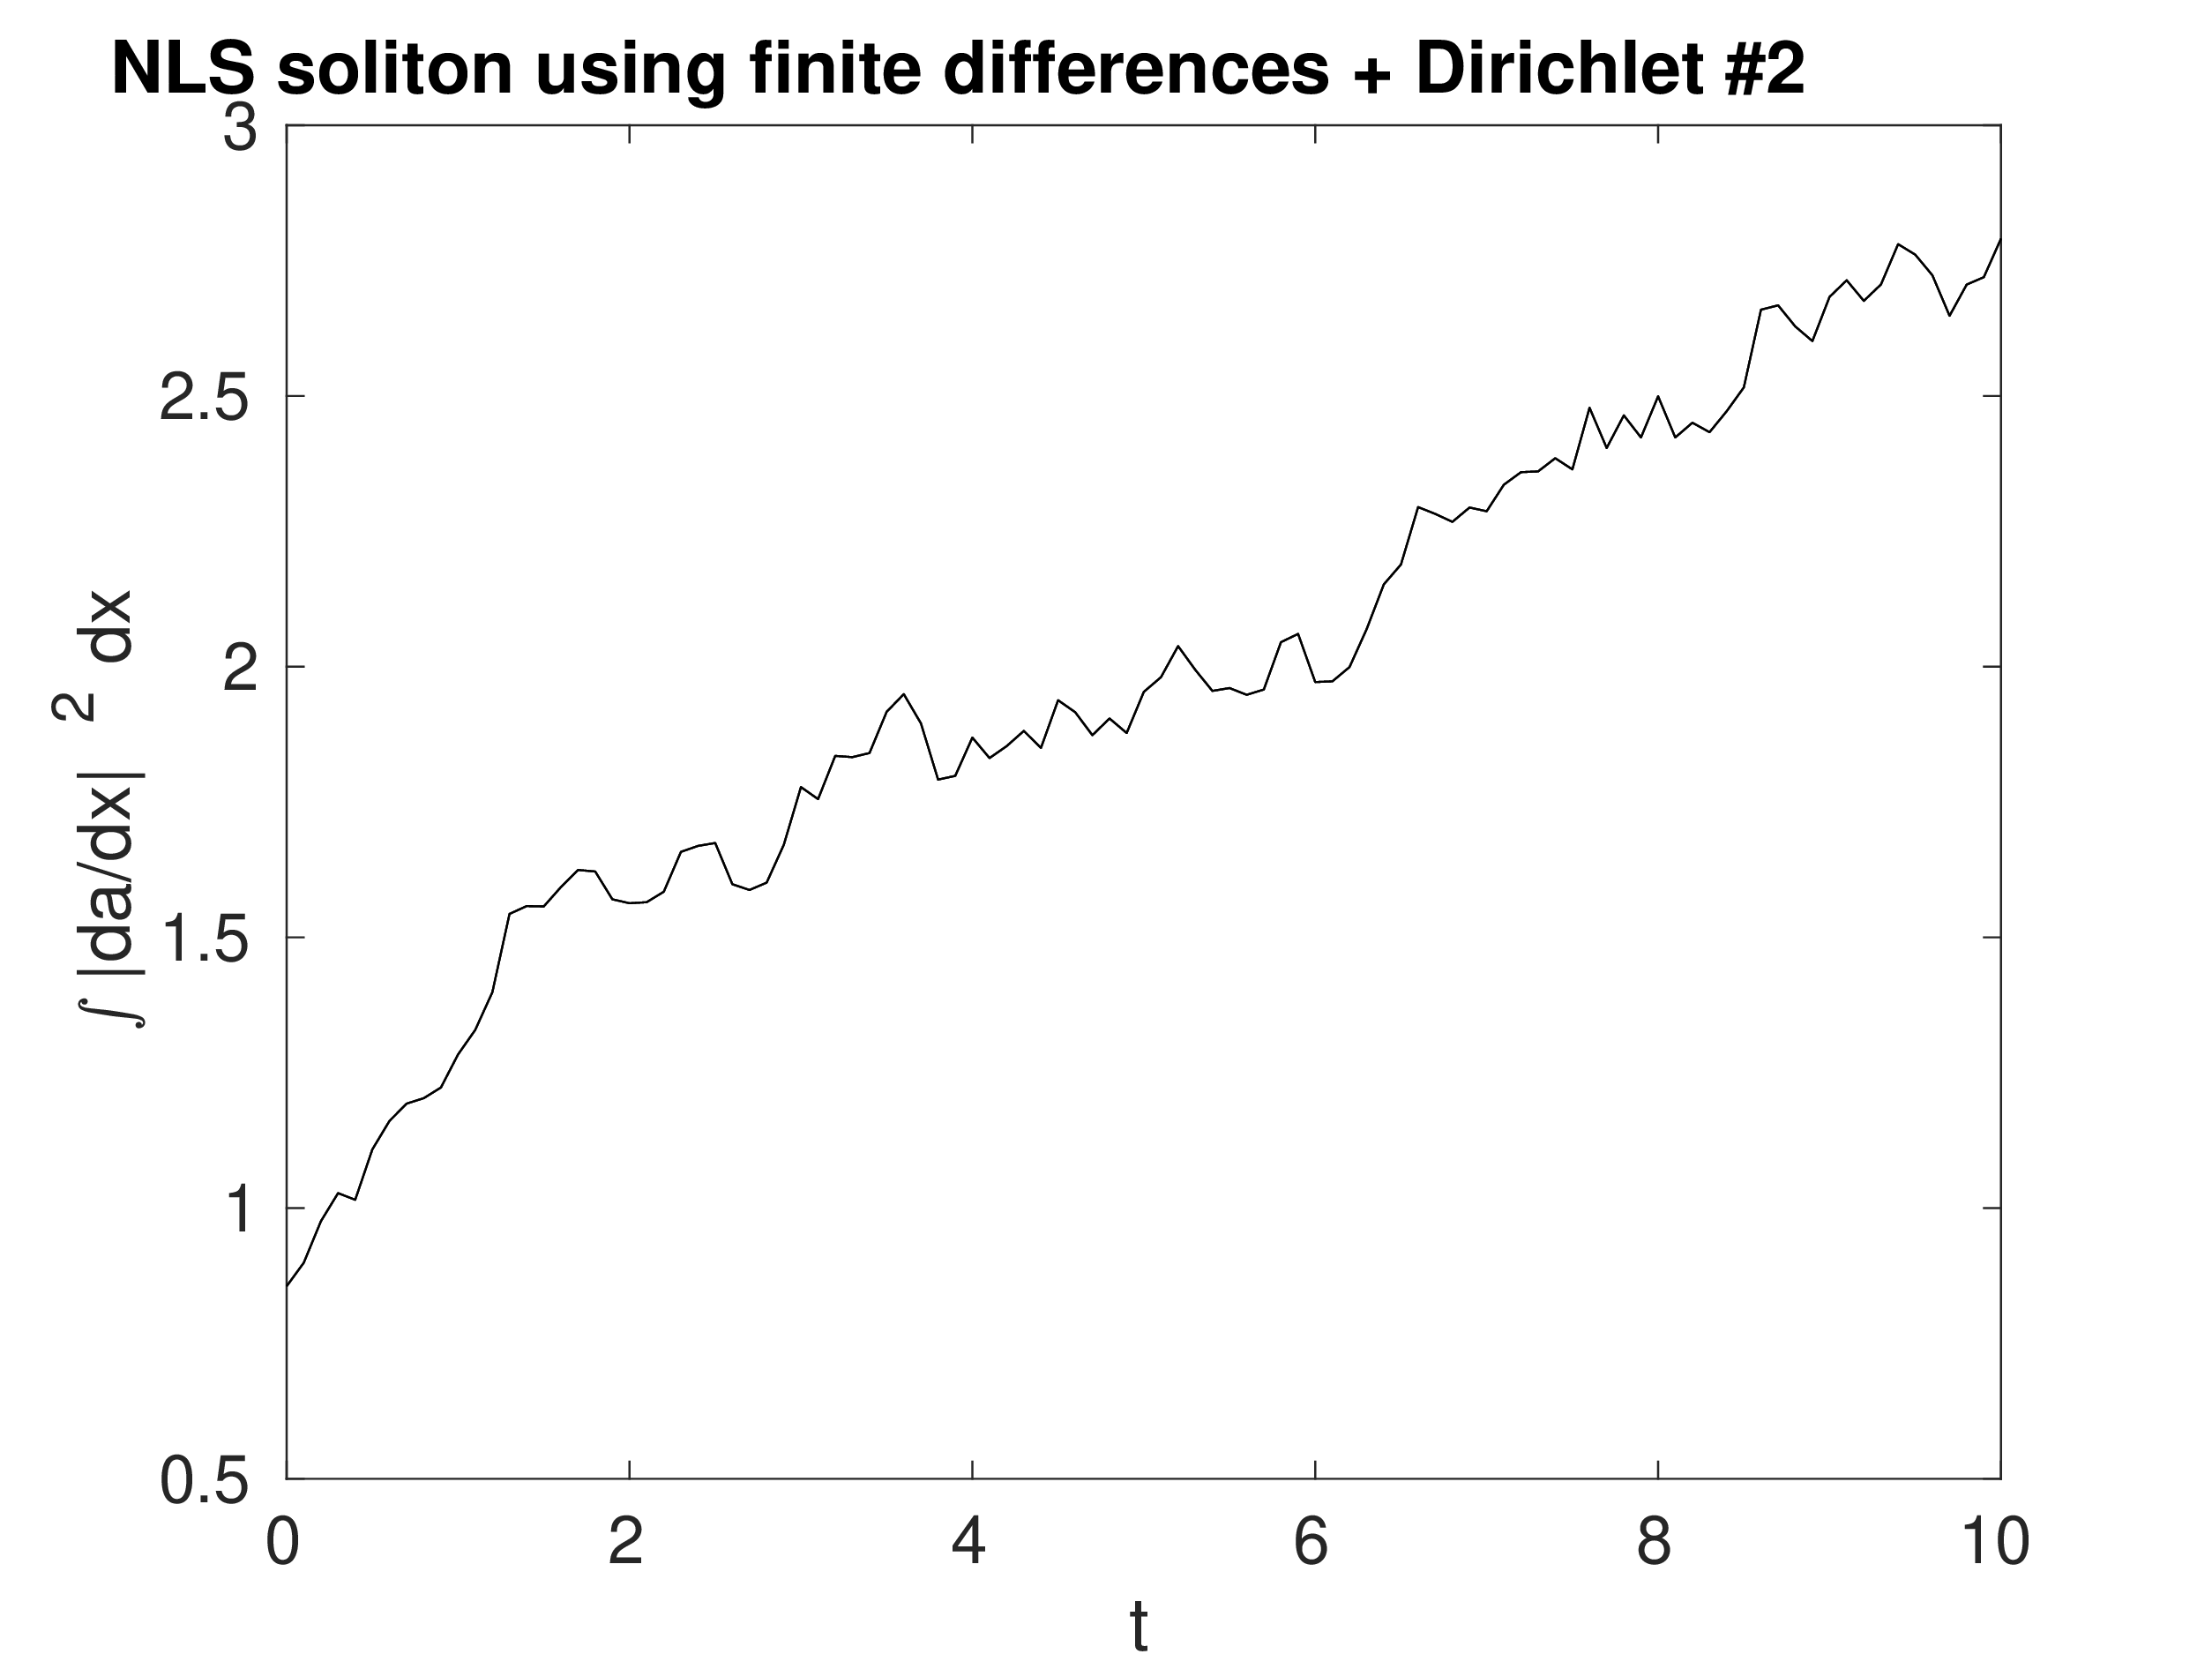 NLS soliton using finite differences + Dirichlet #2
3
2.5
2
1.5
1
0.5
∫ |da/dx|² dx
0 2 4 6 8 10
t